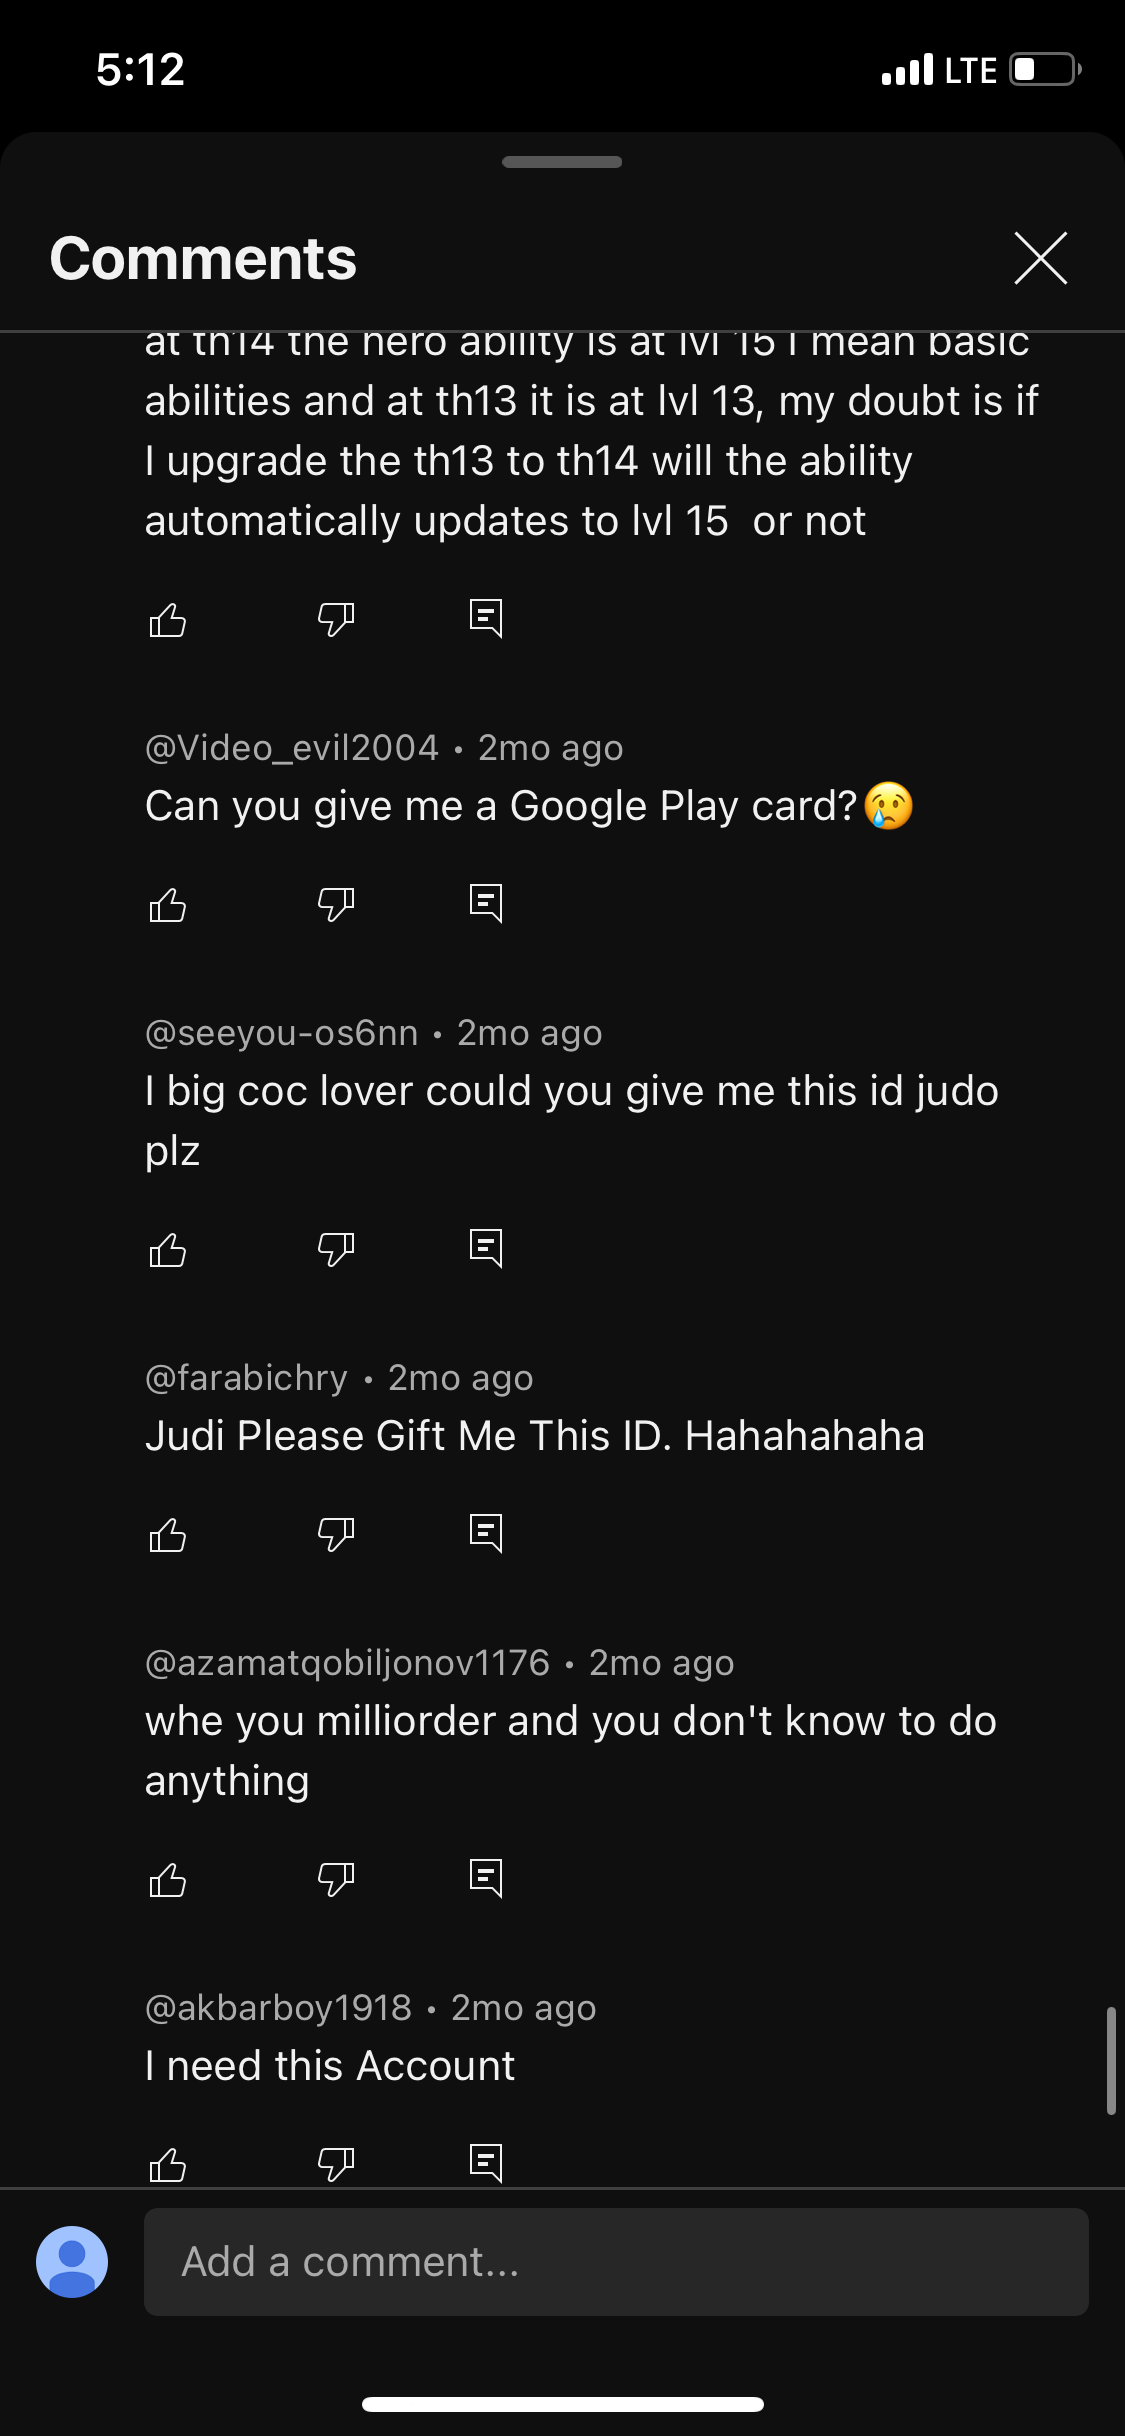 5:12
LTE
Comments
at th14 the hero ability is at lvl 15 I mean basic
abilities and at th13 it is at lvl 13, my doubt is if
I upgrade the th13 to th14 will the ability
automatically updates to lvl 15  or not
@Video_evil2004 • 2mo ago
Can you give me a Google Play card?😢
@seeyou-os6nn • 2mo ago
I big coc lover could you give me this id judo
plz
@farabichry • 2mo ago
Judi Please Gift Me This ID. Hahahahaha
@azamatqobiljonov1176 • 2mo ago
whe you milliorder and you don't know to do
anything
@akbarboy1918 • 2mo ago
I need this Account
Add a comment...